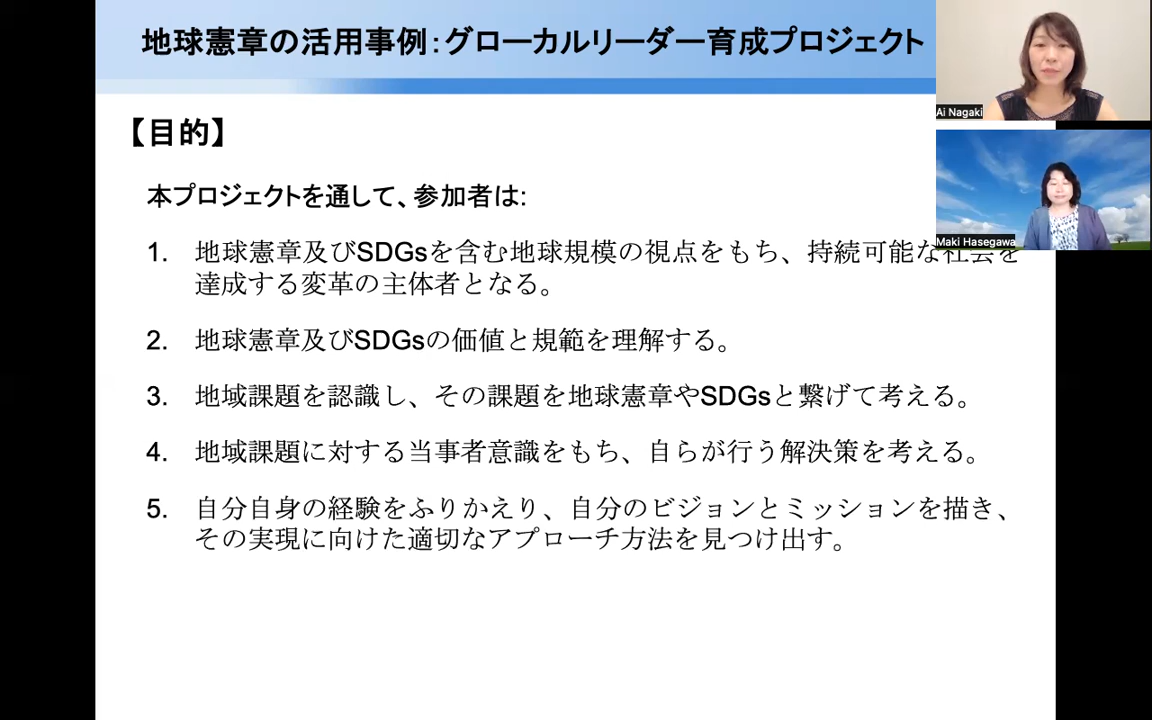 地球憲章の活用事例：グローカルリーダー育成プロジェクト
【目的】
本プロジェクトを通して、参加者は:
1. 地球憲章及びSDGsを含む地球規模の視点をもち、持続可能な社会を
達成する変革の主体者となる。
2. 地球憲章及びSDGsの価値と規範を理解する。
3. 地域課題を認識し、その課題を地球憲章やSDGsと繋げて考える。
4. 地域課題に対する当事者意識をもち、自らが行う解決策を考える。
5. 自分自身の経験をふりかえり、自分のビジョンとミッションを描き、
その実現に向けた適切なアプローチ方法を見つけ出す。
Ai Nagaki
Maki Hasegawa